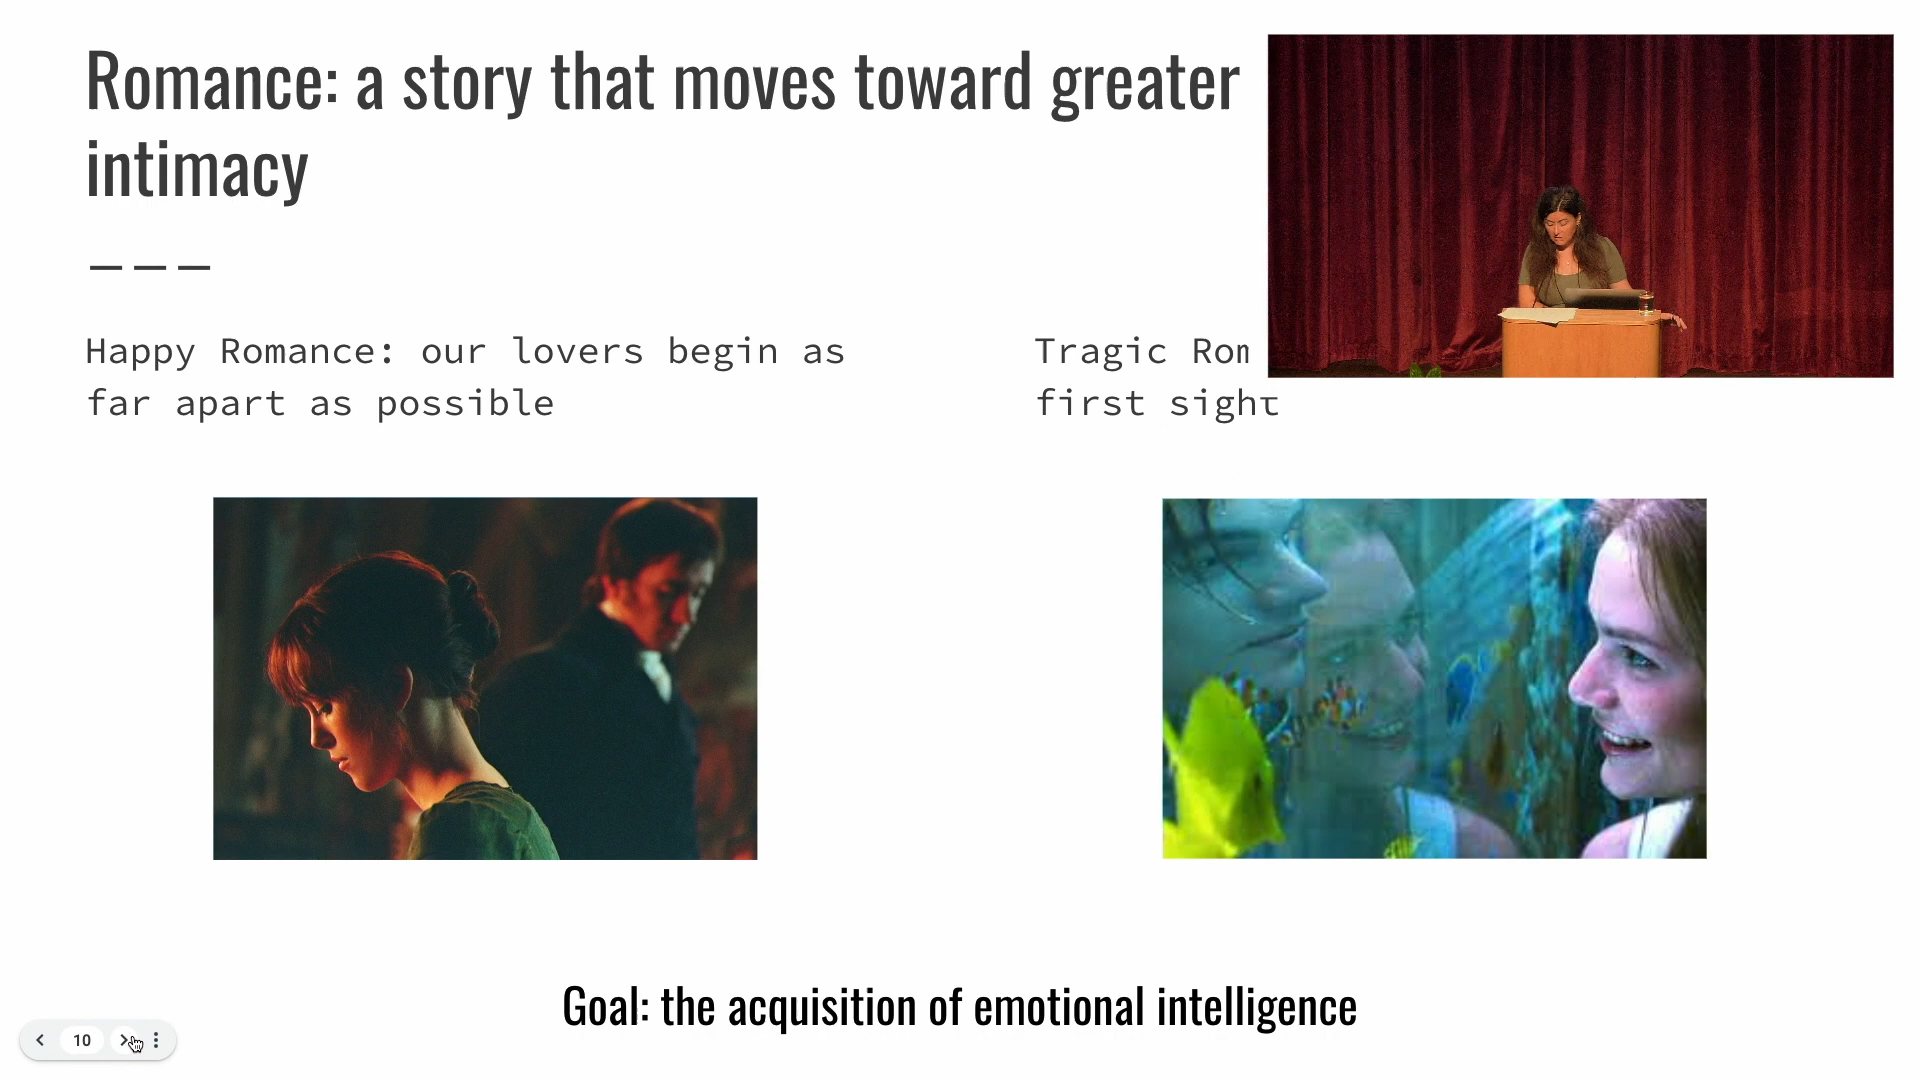 Romance: a story that moves toward greater
intimacy
Happy Romance: our lovers begin as
far apart as possible
Tragic Rom
first sight
Goal: the acquisition of emotional intelligence
10